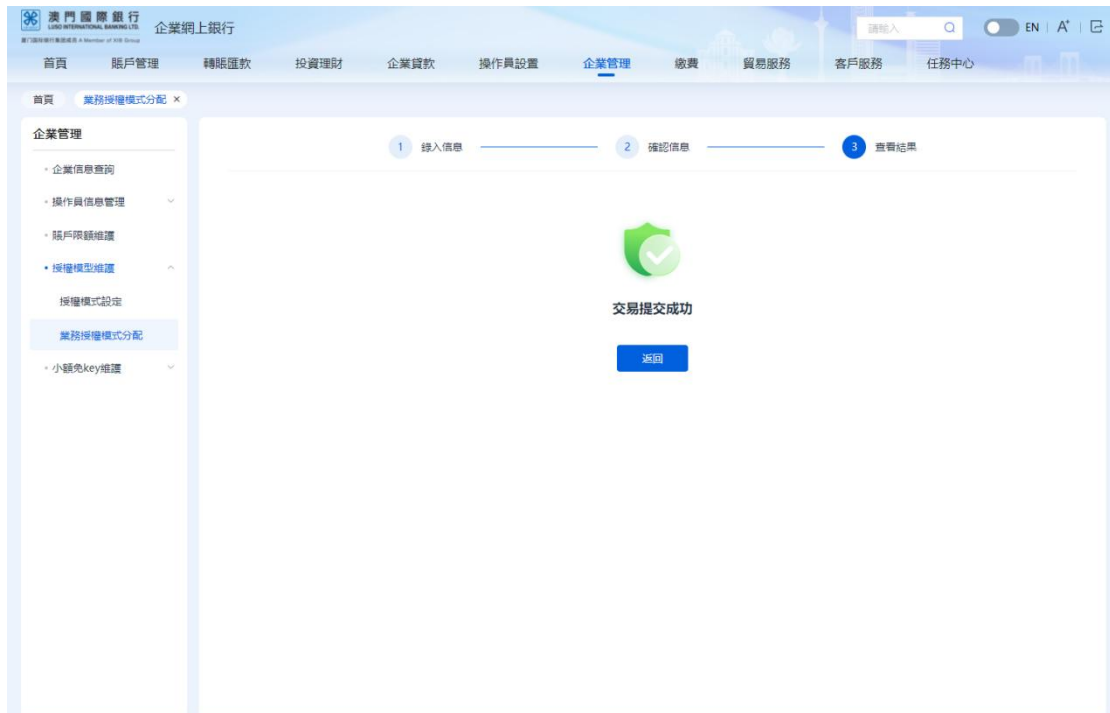 澳門國際銀行
LUSO INTERNATIONAL BANKING LTD.
企業網上銀行
A Member of XIB Group
請輸入
EN
A+
首頁 賬戶管理 轉賬匯款 投資理財 企業貸款 操作員設置 企業管理 繳費 貿易服務 客戶服務 任務中心
首頁 業務授權模式分配 ×
企業管理
1 錄入信息
2 確認信息
3 查看結果
企業信息查詢
操作員信息管理
賬戶限額維護
授權模型維護
授權模式設定
業務授權模式分配
小額免key維護
交易提交成功
返回